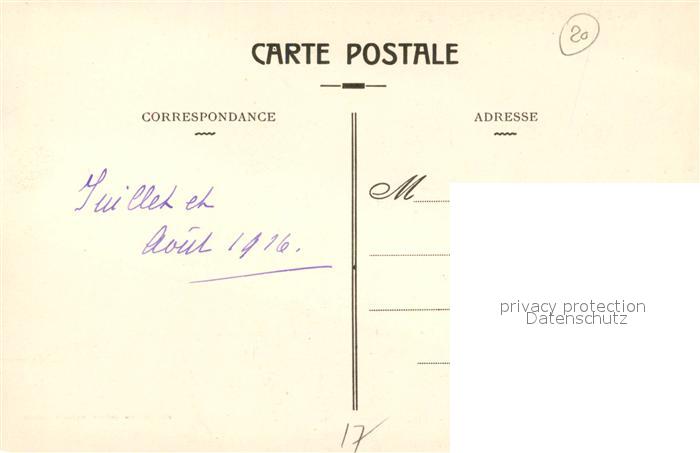 20
CARTE POSTALE
CORRESPONDANCE
ADRESSE
Juillet et
Août 1916.
M
privacy protection
Datenschutz
17